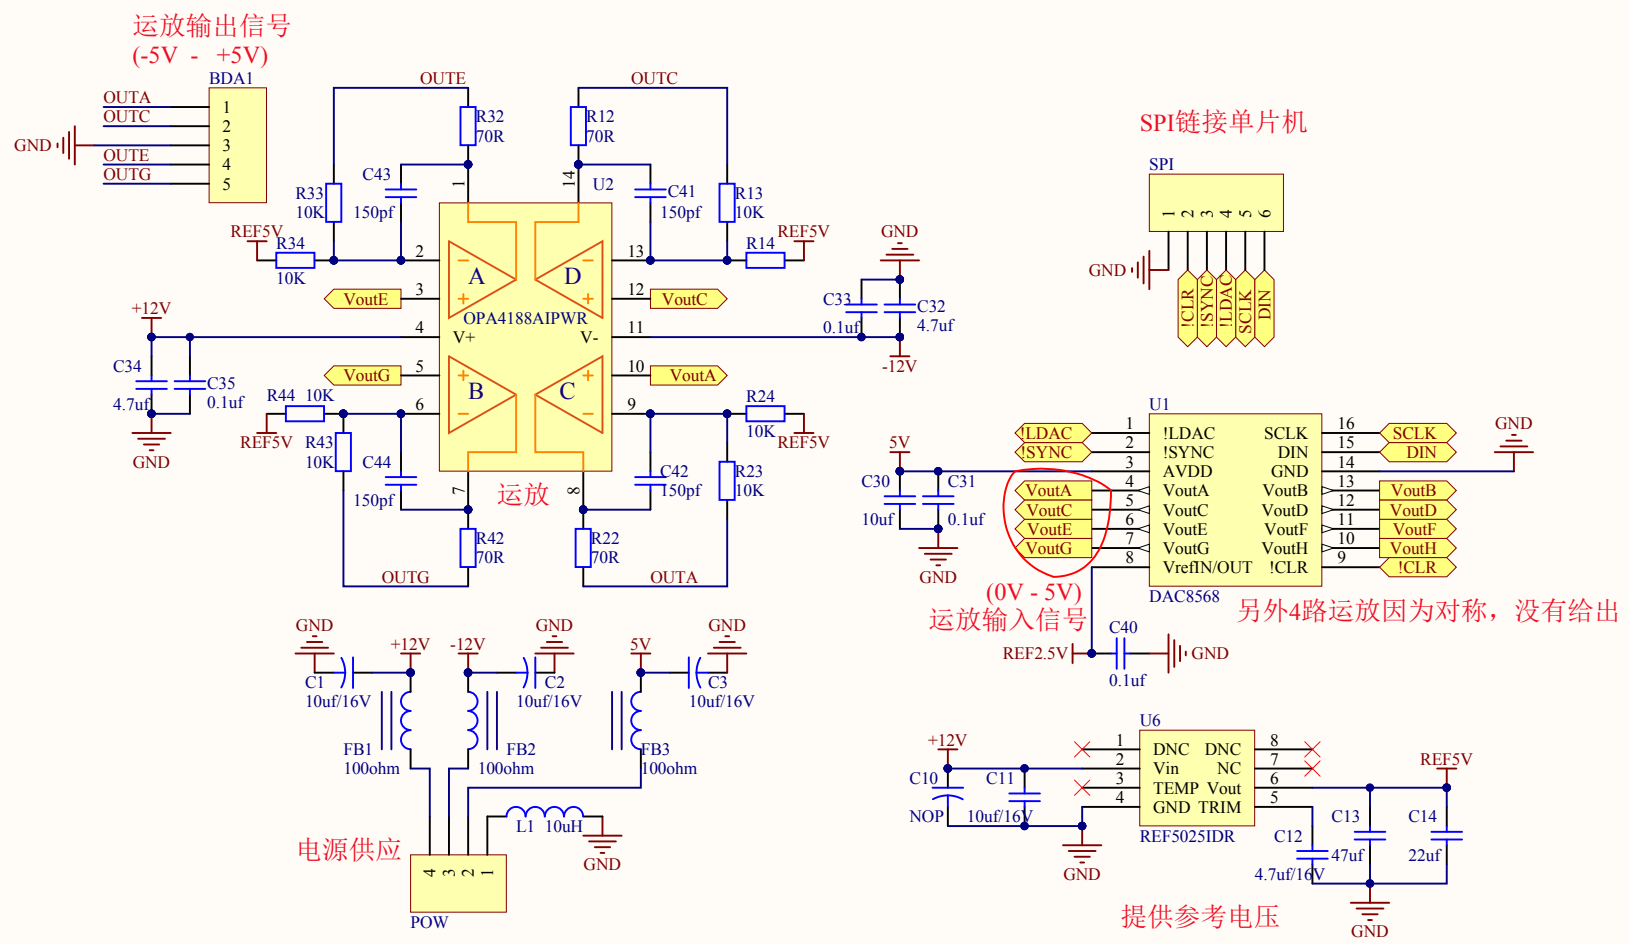 运放输出信号
(-5V - +5V)
BDA1
OUTA
OUTC
GND
OUTE
OUTG
1
2
3
4
5
OUTE
OUTC
R32
70R
R12
70R
C43
150pf
R33
10K
REF5V
R34
10K
1
14
U2
C41
150pf
R13
10K
REF5V
R14
2
3
4
5
6
7
13
12
11
10
9
8
A
D
B
C
OPA4188AIPWR
V+
V-
VoutE
VoutC
VoutG
VoutA
+12V
C34
4.7uf
C35
0.1uf
GND
GND
C33
0.1uf
C32
4.7uf
-12V
R44 10K
REF5V
R43
10K
C44
150pf
运放
R24
10K
REF5V
C42
150pf
R23
10K
R42
70R
R22
70R
OUTG
OUTA
SPI链接单片机
SPI
1
2
3
4
5
6
GND
!CLR
!SYNC
!LDAC
SCLK
DIN
U1
!LDAC
!SYNC
5V
C30
10uf
C31
0.1uf
GND
VoutA
VoutC
VoutE
VoutG
1
2
3
4
5
6
7
8
!LDAC
!SYNC
AVDD
VoutA
VoutC
VoutE
VoutG
VrefIN/OUT
SCLK
DIN
GND
VoutB
VoutD
VoutF
VoutH
!CLR
16
15
14
13
12
11
10
9
SCLK
DIN
GND
VoutB
VoutD
VoutF
VoutH
!CLR
DAC8568
(0V - 5V)
运放输入信号
另外4路运放因为对称，没有给出
REF2.5V
C40
0.1uf
GND
GND
+12V
-12V
GND
5V
GND
C1
10uf/16V
C2
10uf/16V
C3
10uf/16V
FB1
100ohm
FB2
100ohm
FB3
100ohm
L1 10uH
GND
电源供应
4
3
2
1
POW
U6
+12V
C10
NOP
C11
10uf/16V
GND
1
2
3
4
DNC
Vin
TEMP
GND
DNC
NC
Vout
TRIM
8
7
6
5
REF5025IDR
REF5V
C12
4.7uf/16V
C13
47uf
C14
22uf
GND
提供参考电压